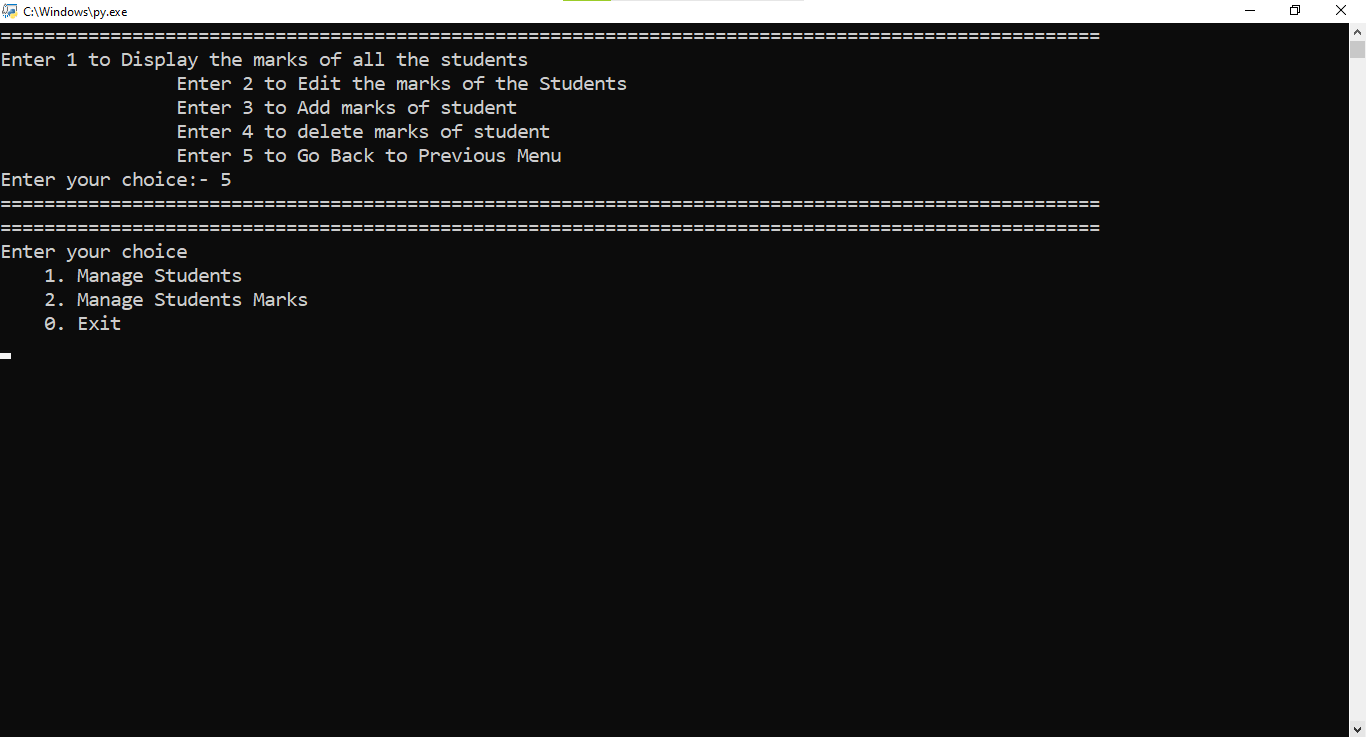 C:\Windows\py.exe
====================================================================================================
Enter 1 to Display the marks of all the students
                Enter 2 to Edit the marks of the Students
                Enter 3 to Add marks of student
                Enter 4 to delete marks of student
                Enter 5 to Go Back to Previous Menu
Enter your choice:- 5
====================================================================================================
====================================================================================================
Enter your choice
    1. Manage Students
    2. Manage Students Marks
    0. Exit